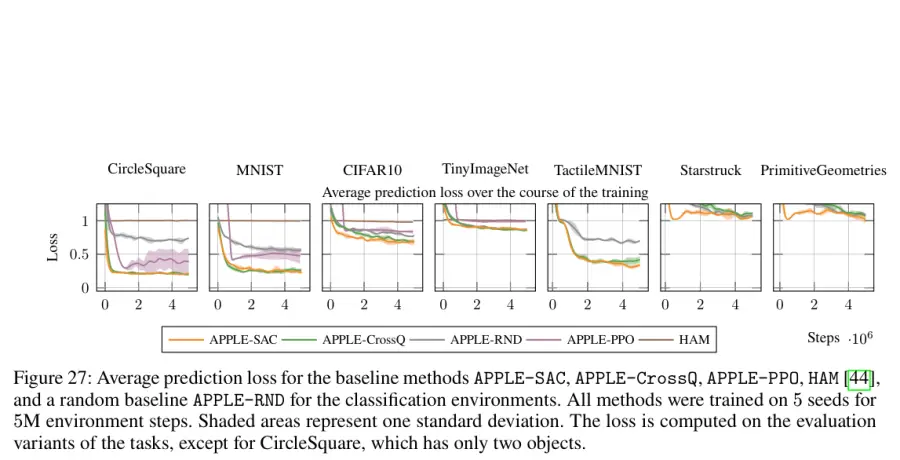 CircleSquare MNIST CIFAR10 TinyImageNet TactileMNIST Starstruck PrimitiveGeometries
Average prediction loss over the course of the training
Loss
1
0.5
0
0 2 4 0 2 4 0 2 4 0 2 4 0 2 4 0 2 4 0 2 4
APPLE-SAC APPLE-CrossQ APPLE-RND APPLE-PPO HAM
Steps ·10⁶
Figure 27: Average prediction loss for the baseline methods APPLE-SAC, APPLE-CrossQ, APPLE-PPO, HAM [44],
and a random baseline APPLE-RND for the classification environments. All methods were trained on 5 seeds for
5M environment steps. Shaded areas represent one standard deviation. The loss is computed on the evaluation
variants of the tasks, except for CircleSquare, which has only two objects.